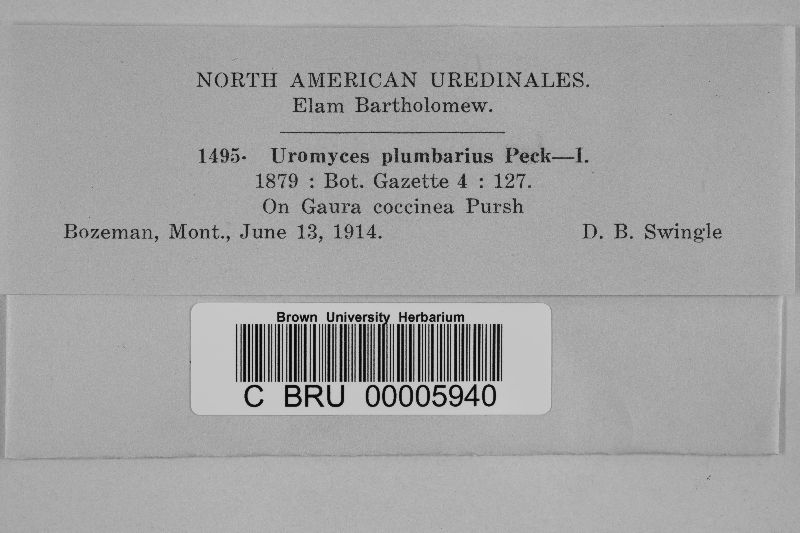 NORTH AMERICAN UREDINALES.
Elam Bartholomew.
1495. Uromyces plumbarius Peck—I.
1879 : Bot. Gazette 4 : 127.
On Gaura coccinea Pursh
Bozeman, Mont., June 13, 1914. D. B. Swingle
Brown University Herbarium
C BRU 00005940